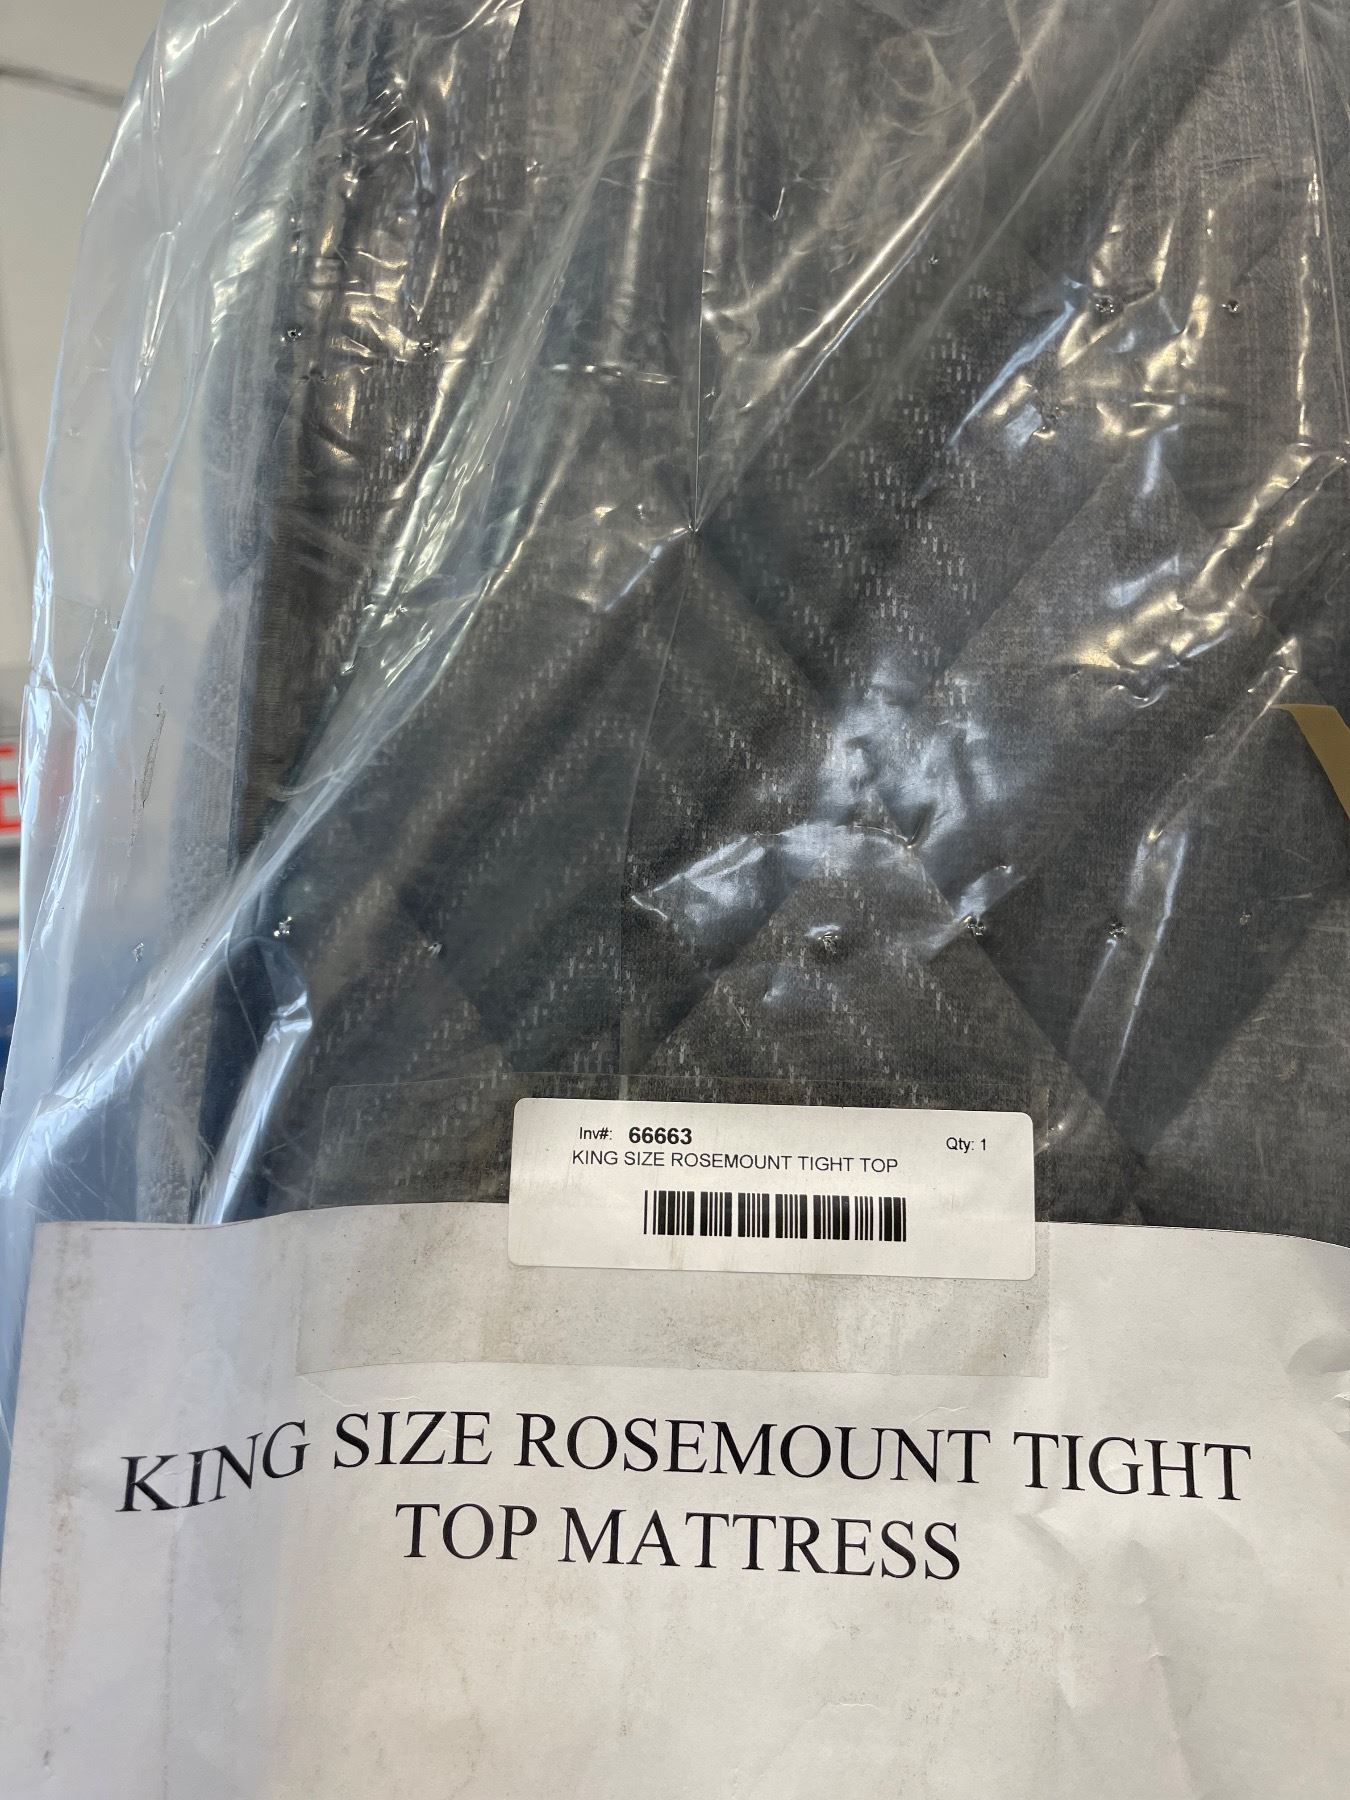 Inv#: 66663 Qty: 1
KING SIZE ROSEMOUNT TIGHT TOP
KING SIZE ROSEMOUNT TIGHT
TOP MATTRESS